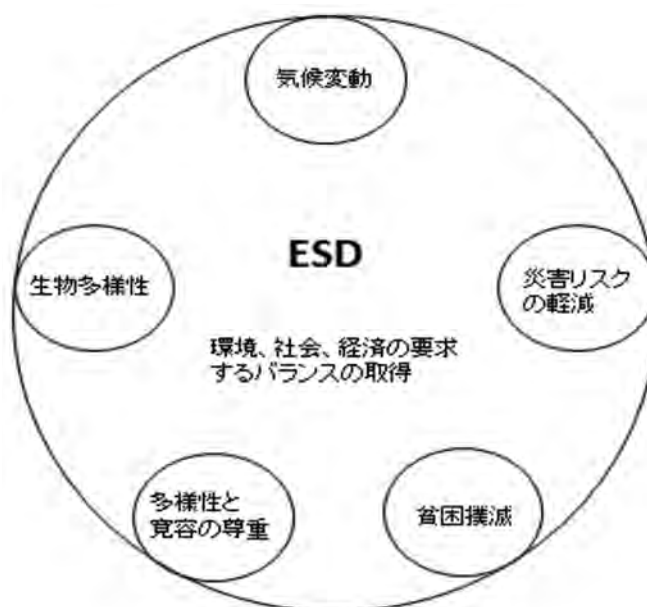 気候変動
ESD
生物多様性
災害リスク
の軽減
環境、社会、経済の要求
するバランスの取得
多様性と
寛容の尊重
貧困撲滅